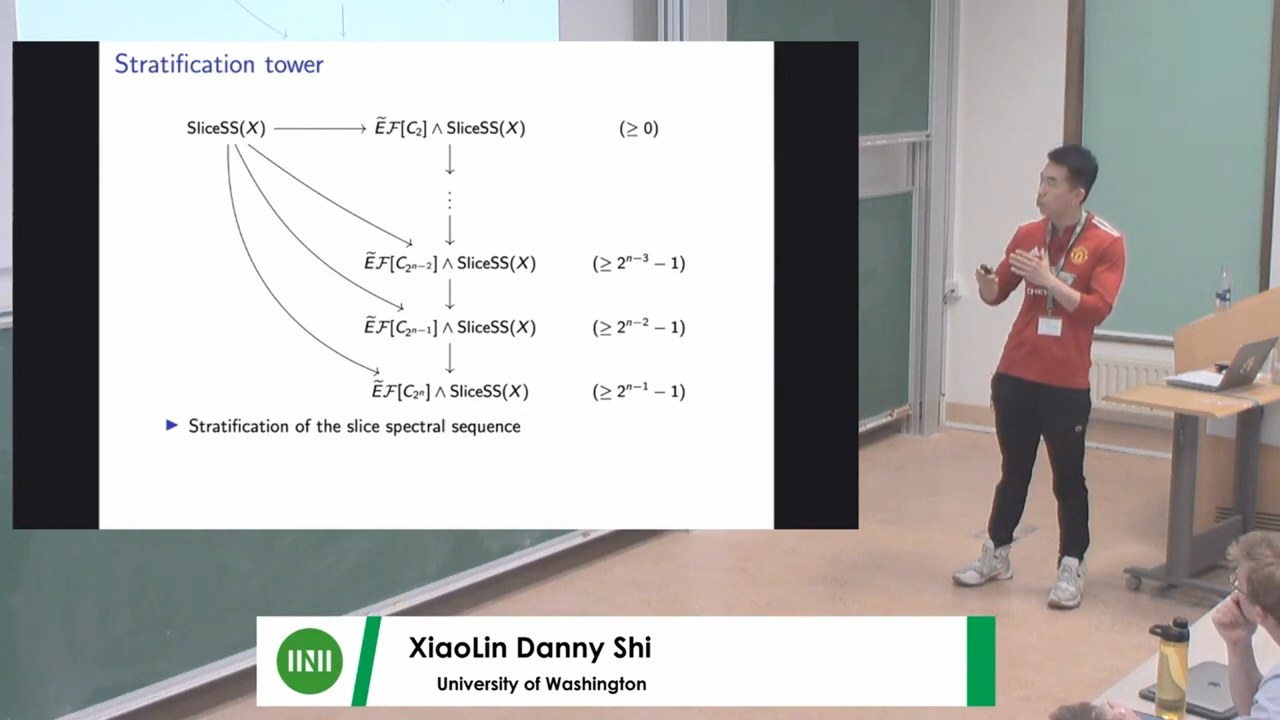 Stratification tower
SliceSS(X) ⟶ ẼF[C₂] ∧ SliceSS(X) (≥ 0)
⋮
ẼF[C_{2^{n−2}}] ∧ SliceSS(X) (≥ 2^{n−3} − 1)
ẼF[C_{2^{n−1}}] ∧ SliceSS(X) (≥ 2^{n−2} − 1)
ẼF[C_{2^n}] ∧ SliceSS(X) (≥ 2^{n−1} − 1)
▶ Stratification of the slice spectral sequence
XiaoLin Danny Shi
University of Washington